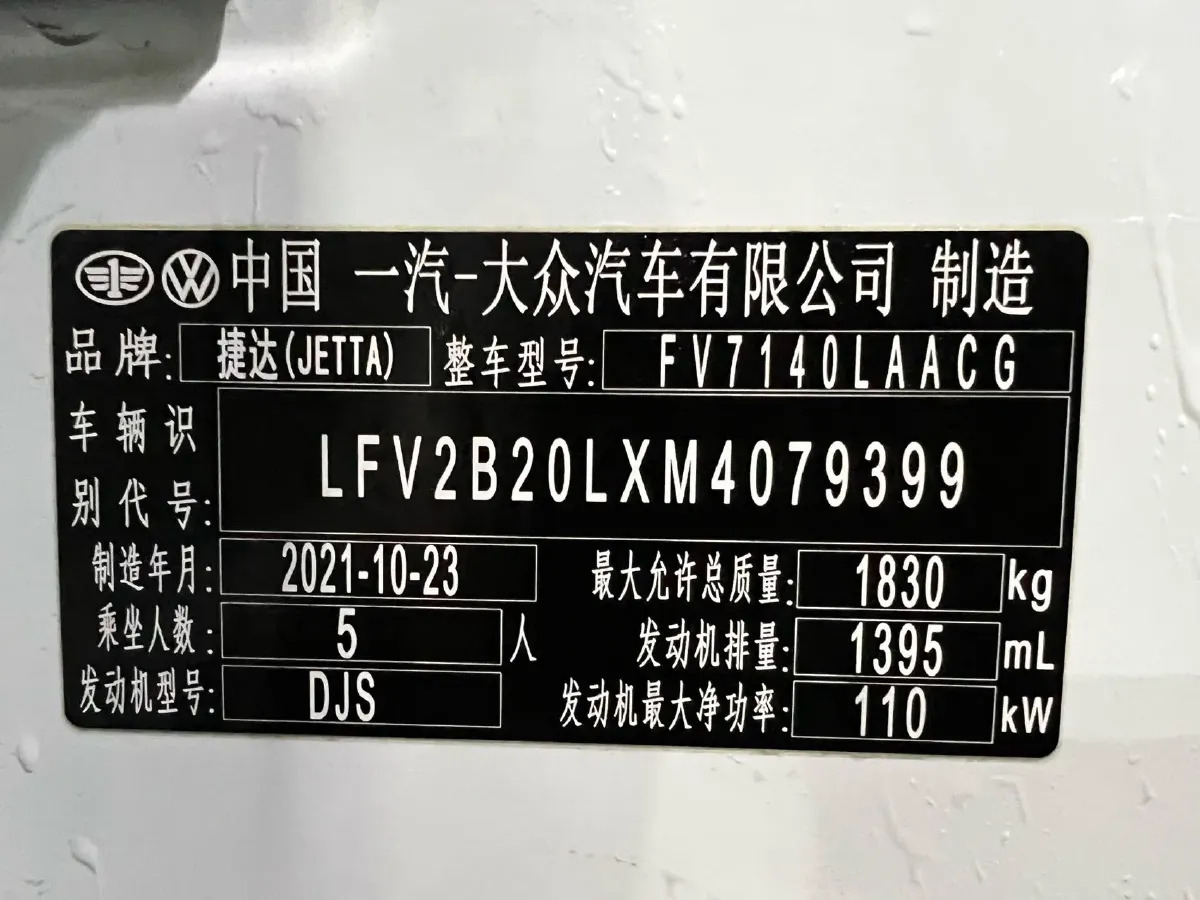 中国 一汽-大众汽车有限公司 制造
品牌: 捷达(JETTA) 整车型号: FV7140LAACG
车辆识别代号: LFV2B20LXM4079399
制造年月: 2021-10-23 最大允许总质量: 1830 kg
乘坐人数: 5 人 发动机排量: 1395 mL
发动机型号: DJS 发动机最大净功率: 110 kW